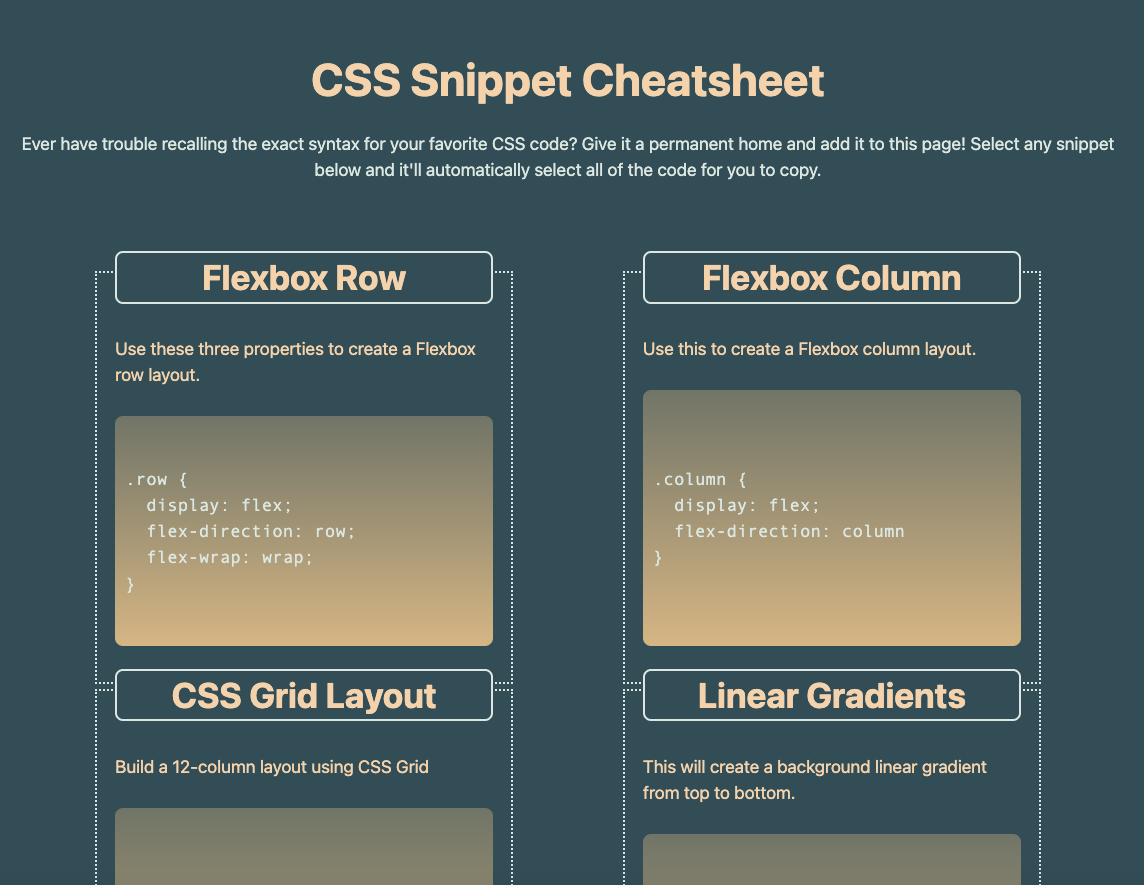 CSS Snippet Cheatsheet
Ever have trouble recalling the exact syntax for your favorite CSS code? Give it a permanent home and add it to this page! Select any snippet
below and it'll automatically select all of the code for you to copy.
Flexbox Row
Use these three properties to create a Flexbox
row layout.
.row {
  display: flex;
  flex-direction: row;
  flex-wrap: wrap;
}
Flexbox Column
Use this to create a Flexbox column layout.
.column {
  display: flex;
  flex-direction: column
}
CSS Grid Layout
Build a 12-column layout using CSS Grid
Linear Gradients
This will create a background linear gradient
from top to bottom.